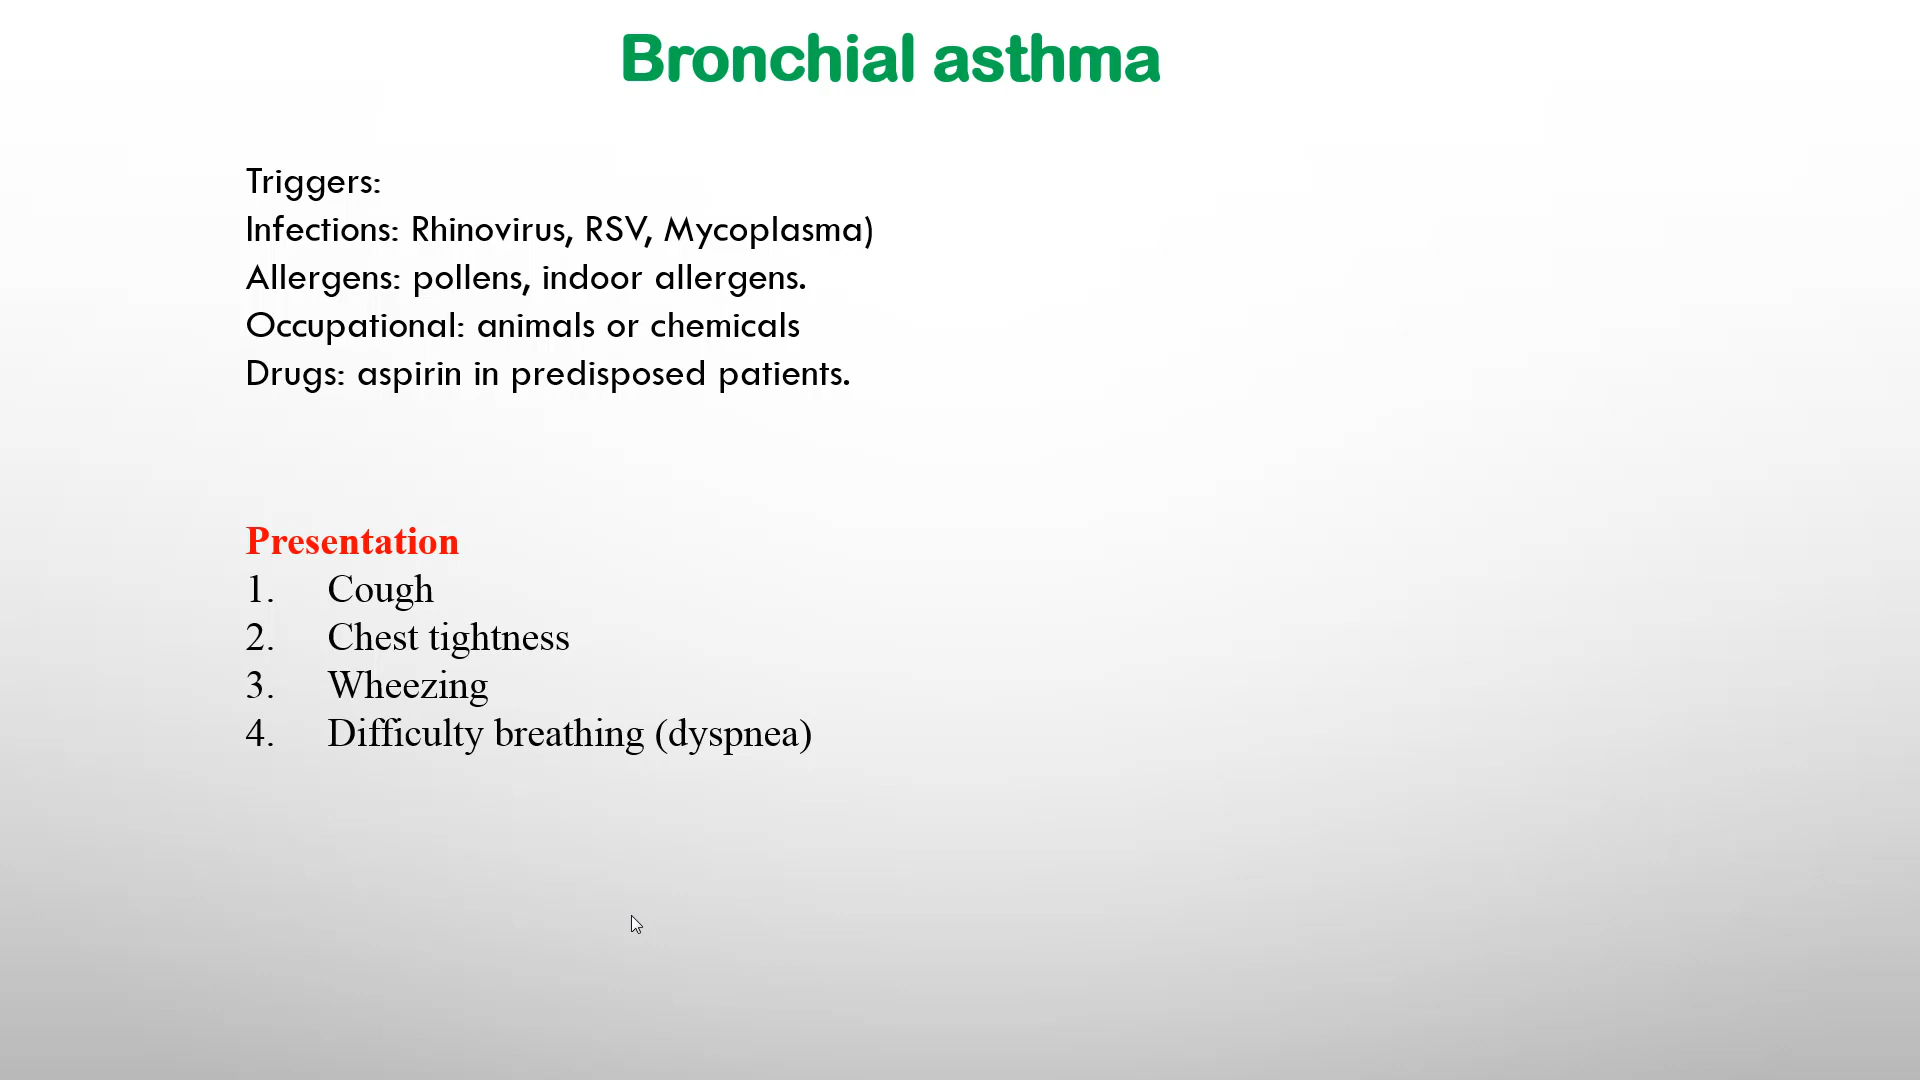 Bronchial asthma
Triggers:
Infections: Rhinovirus, RSV, Mycoplasma)
Allergens: pollens, indoor allergens.
Occupational: animals or chemicals
Drugs: aspirin in predisposed patients.
Presentation
1. Cough
2. Chest tightness
3. Wheezing
4. Difficulty breathing (dyspnea)